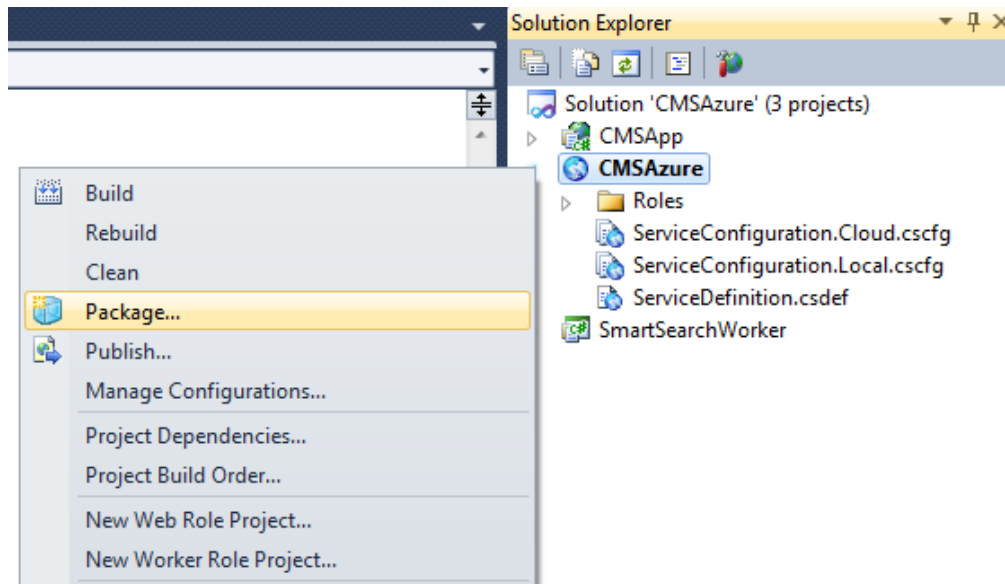 Solution Explorer
Solution 'CMSAzure' (3 projects)
CMSApp
CMSAzure
Roles
ServiceConfiguration.Cloud.cscfg
ServiceConfiguration.Local.cscfg
ServiceDefinition.csdef
SmartSearchWorker
Build
Rebuild
Clean
Package...
Publish...
Manage Configurations...
Project Dependencies...
Project Build Order...
New Web Role Project...
New Worker Role Project...